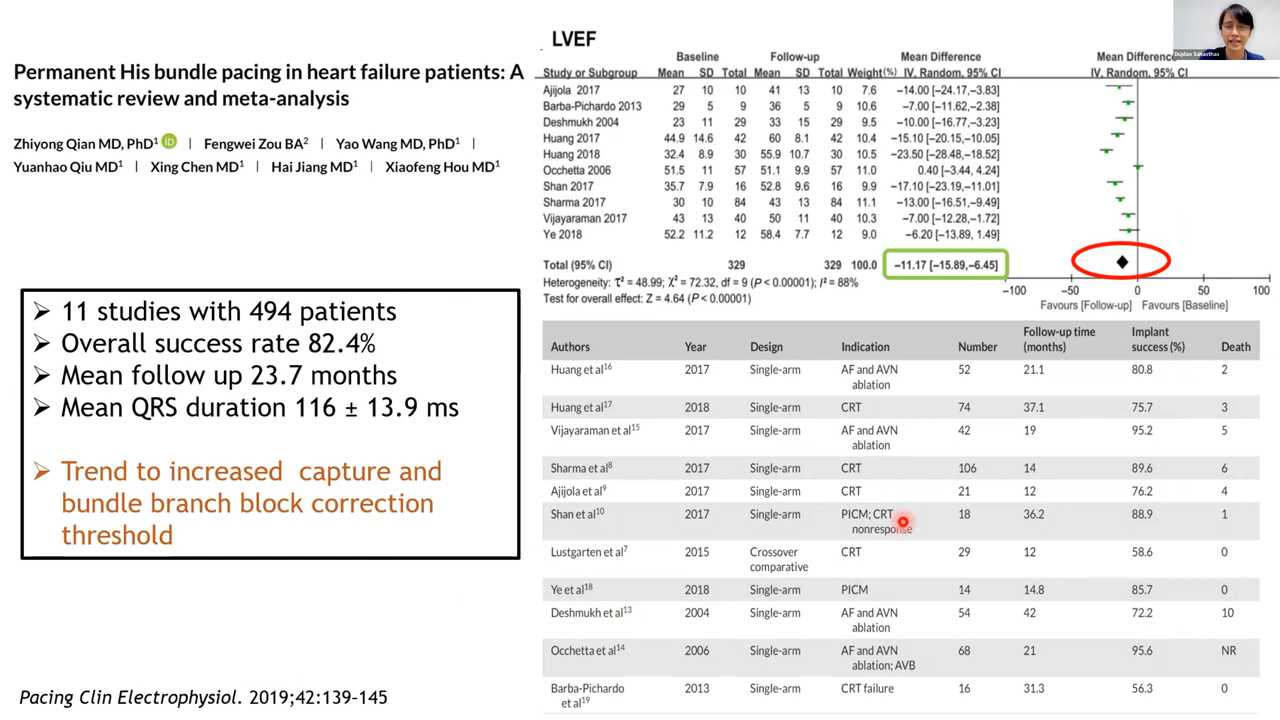 Permanent His bundle pacing in heart failure patients: A
systematic review and meta-analysis
Zhiyong Qian MD, PhD¹ iD | Fengwei Zou BA² | Yao Wang MD, PhD¹ |
Yuanhao Qiu MD¹ | Xing Chen MD¹ | Hai Jiang MD¹ | Xiaofeng Hou MD¹
➢ 11 studies with 494 patients
➢ Overall success rate 82.4%
➢ Mean follow up 23.7 months
➢ Mean QRS duration 116 ± 13.9 ms
➢ Trend to increased capture and
bundle branch block correction
threshold
Pacing Clin Electrophysiol. 2019;42:139–145
LVEF
Baseline Follow-up Mean Difference Mean Difference
Study or Subgroup Mean SD Total Mean SD Total Weight(%) IV, Random, 95% CI IV, Random, 95% CI
Ajijola 2017 27 10 10 41 13 10 7.6 −14.00 [−24.17, −3.83]
Barba-Pichardo 2013 29 5 9 36 5 9 10.6 −7.00 [−11.62, −2.38]
Deshmukh 2004 23 11 29 33 15 29 9.5 −10.00 [−16.77, −3.23]
Huang 2017 44.9 14.6 42 60 8.1 42 10.4 −15.10 [−20.15, −10.05]
Huang 2018 32.4 8.9 30 55.9 10.7 30 10.5 −23.50 [−28.48, −18.52]
Occhetta 2006 51.5 11 57 51.1 9.9 57 11.0 0.40 [−3.44, 4.24]
Shan 2017 35.7 7.9 16 52.8 9.6 16 9.9 −17.10 [−23.19, −11.01]
Sharma 2017 30 10 84 43 13 84 11.1 −13.00 [−16.51, −9.49]
Vijayaraman 2017 43 13 40 50 11 40 10.3 −7.00 [−12.28, −1.72]
Ye 2018 52.2 11.2 12 58.4 7.7 12 9.0 −6.20 [−13.89, 1.49]
Total (95% CI) 329 329 100.0 −11.17 [−15.89, −6.45]
Heterogeneity: τ² = 48.99; χ² = 72.32, df = 9 (P < 0.00001); I² = 88%
Test for overall effect: Z = 4.64 (P < 0.00001)
−100 −50 0 50 100
Favours [Follow-up] Favours [Baseline]
Authors Year Design Indication Number Follow-up time (months) Implant success (%) Death
Huang et al¹⁶ 2017 Single-arm AF and AVN ablation 52 21.1 80.8 2
Huang et al¹⁷ 2018 Single-arm CRT 74 37.1 75.7 3
Vijayaraman et al¹⁵ 2017 Single-arm AF and AVN ablation 42 19 95.2 5
Sharma et al⁸ 2017 Single-arm CRT 106 14 89.6 6
Ajijola et al⁹ 2017 Single-arm CRT 21 12 76.2 4
Shan et al¹⁰ 2017 Single-arm PICM; CRT nonresponse 18 36.2 88.9 1
Lustgarten et al⁷ 2015 Crossover comparative CRT 29 12 58.6 0
Ye et al¹⁸ 2018 Single-arm PICM 14 14.8 85.7 0
Deshmukh et al¹³ 2004 Single-arm AF and AVN ablation 54 42 72.2 10
Occhetta et al¹⁴ 2006 Single-arm AF and AVN ablation; AVB 68 21 95.6 NR
Barba-Pichardo et al¹⁹ 2013 Single-arm CRT failure 16 31.3 56.3 0
Dujdao Sahasthas